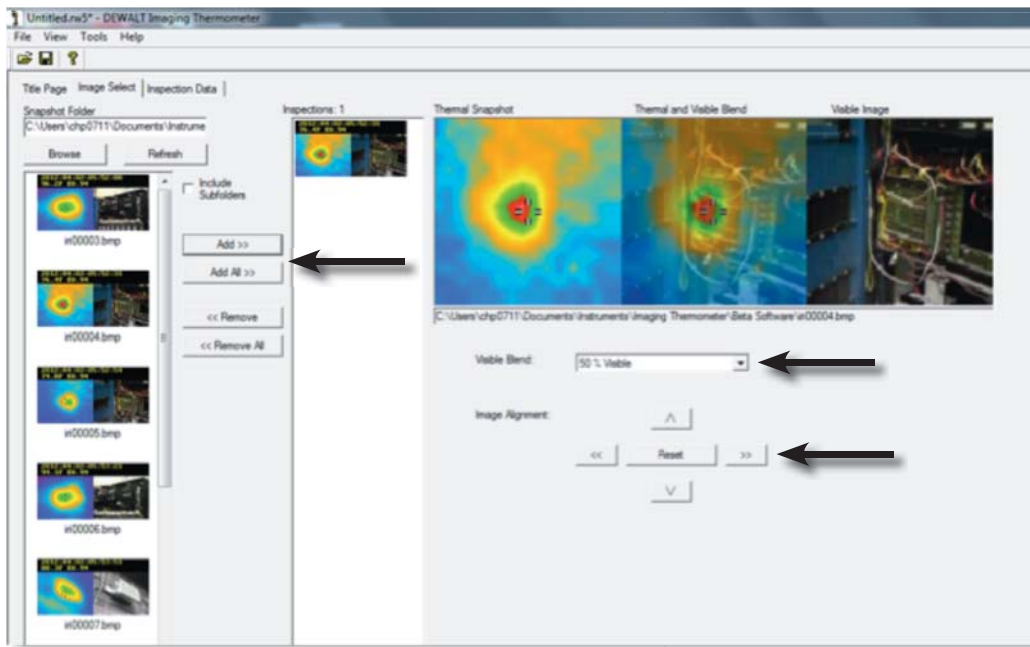 Untitled.rw5* - DEWALT Imaging Thermometer
File View Tools Help
Title Page Image Select Inspection Data
Snapshot Folder
C:\Users\chp0711\Documents\Instrume
Browse Refresh
Include
Subfolders
Add >>
Add All >>
<< Remove
<< Remove All
ir00003.bmp
ir00004.bmp
ir00005.bmp
ir00006.bmp
ir00007.bmp
Inspections: 1
Thermal Snapshot Thermal and Visible Blend Visible Image
C:\Users\chp0711\Documents\Instruments\Imaging Thermometer\Beta Software\ir00004.bmp
Visible Blend: 50 % Visible
Image Alignment:
^
<< Reset >>
V